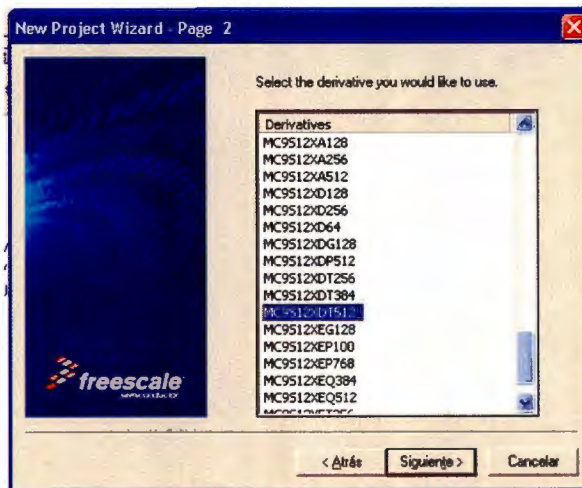 New Project Wizard - Page 2
Select the derivative you would like to use.
Derivatives
MC9S12XA128
MC9S12XA256
MC9S12XA512
MC9S12XD128
MC9S12XD256
MC9S12XD64
MC9S12XDG128
MC9S12XDP512
MC9S12XDT256
MC9S12XDT384
MC9S12XDT512
MC9S12XEG128
MC9S12XEP100
MC9S12XEP768
MC9S12XEQ384
MC9S12XEQ512
freescale
semiconductor
< Atrás
Siguiente >
Cancelar